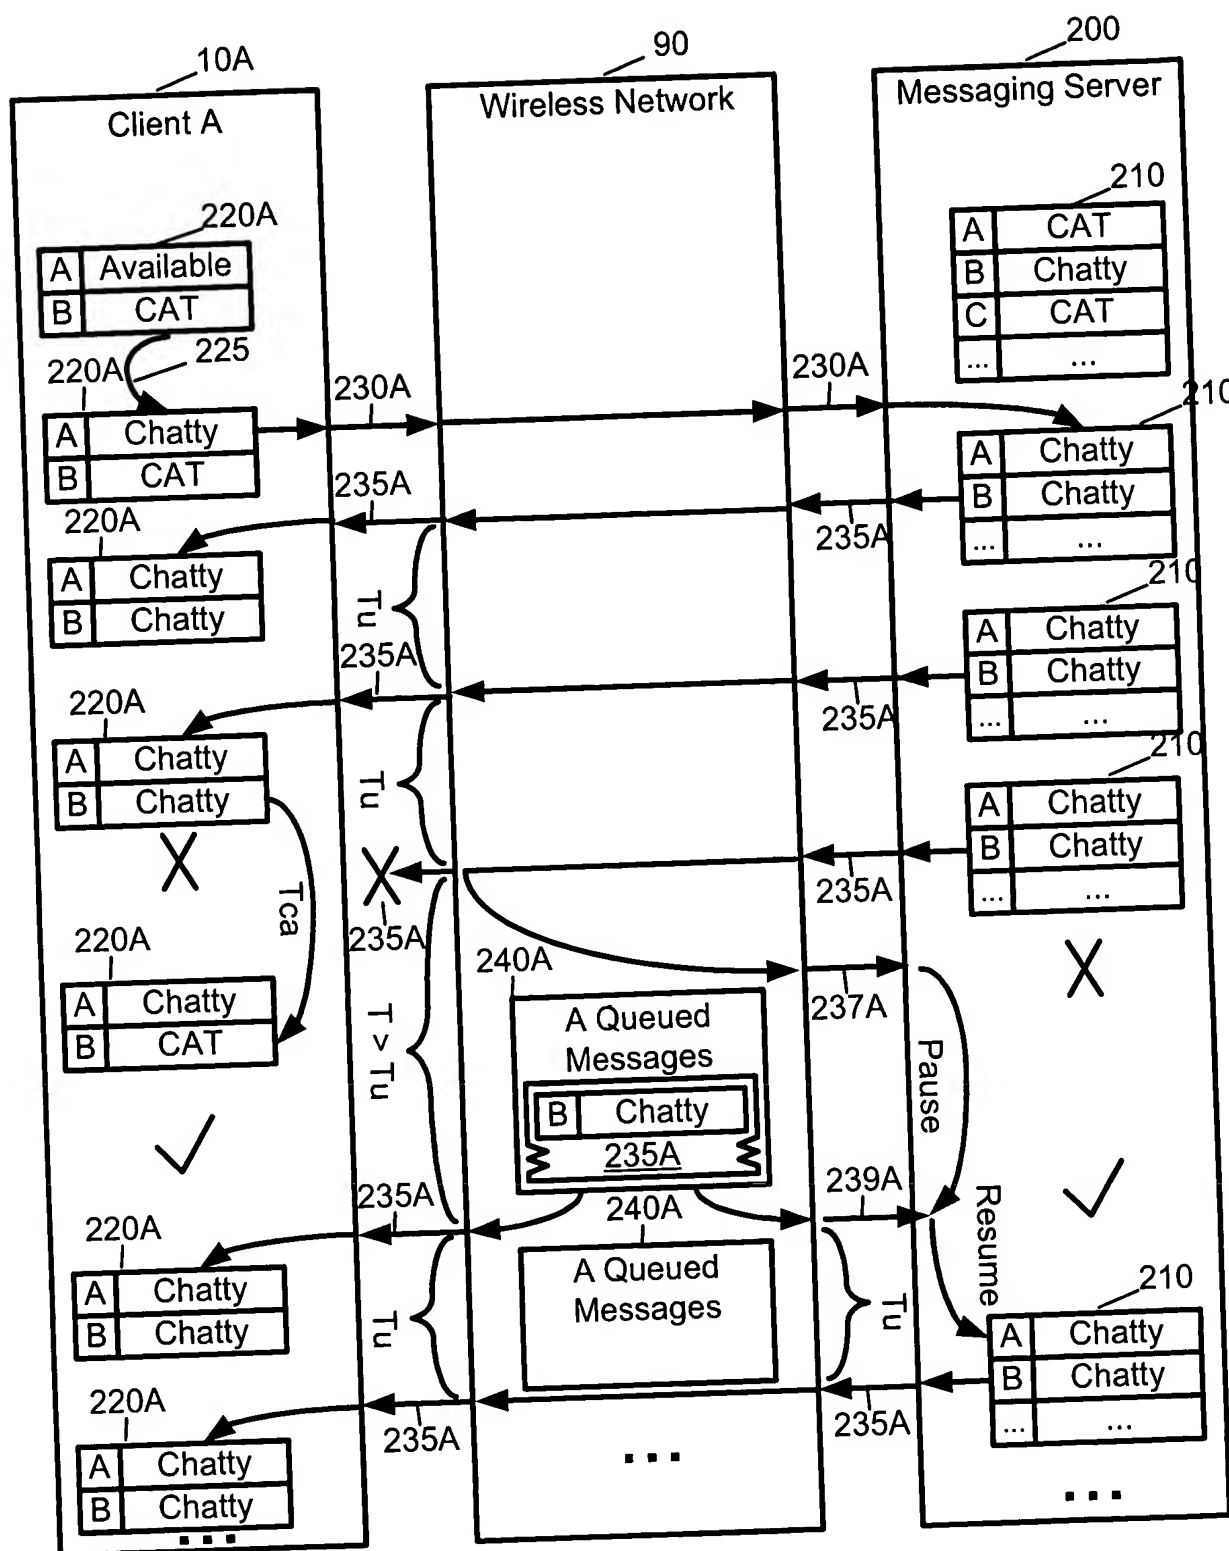 10A
90
200
Client A
Wireless Network
Messaging Server
220A
A Available
B CAT
210
A CAT
B Chatty
C CAT
... ...
225
220A
A Chatty
B CAT
230A
230A
210
A Chatty
B Chatty
... ...
235A
235A
220A
A Chatty
B Chatty
Tu
210
A Chatty
B Chatty
... ...
235A
235A
220A
A Chatty
B Chatty
Tu
210
A Chatty
B Chatty
... ...
235A
235A
Tca
220A
A Chatty
B CAT
T > Tu
237A
Pause
240A
A Queued
Messages
B Chatty
235A
239A
Resume
235A
220A
A Chatty
B Chatty
Tu
240A
A Queued
Messages
Tu
210
A Chatty
B Chatty
... ...
235A
235A
220A
A Chatty
B Chatty
...
...
...